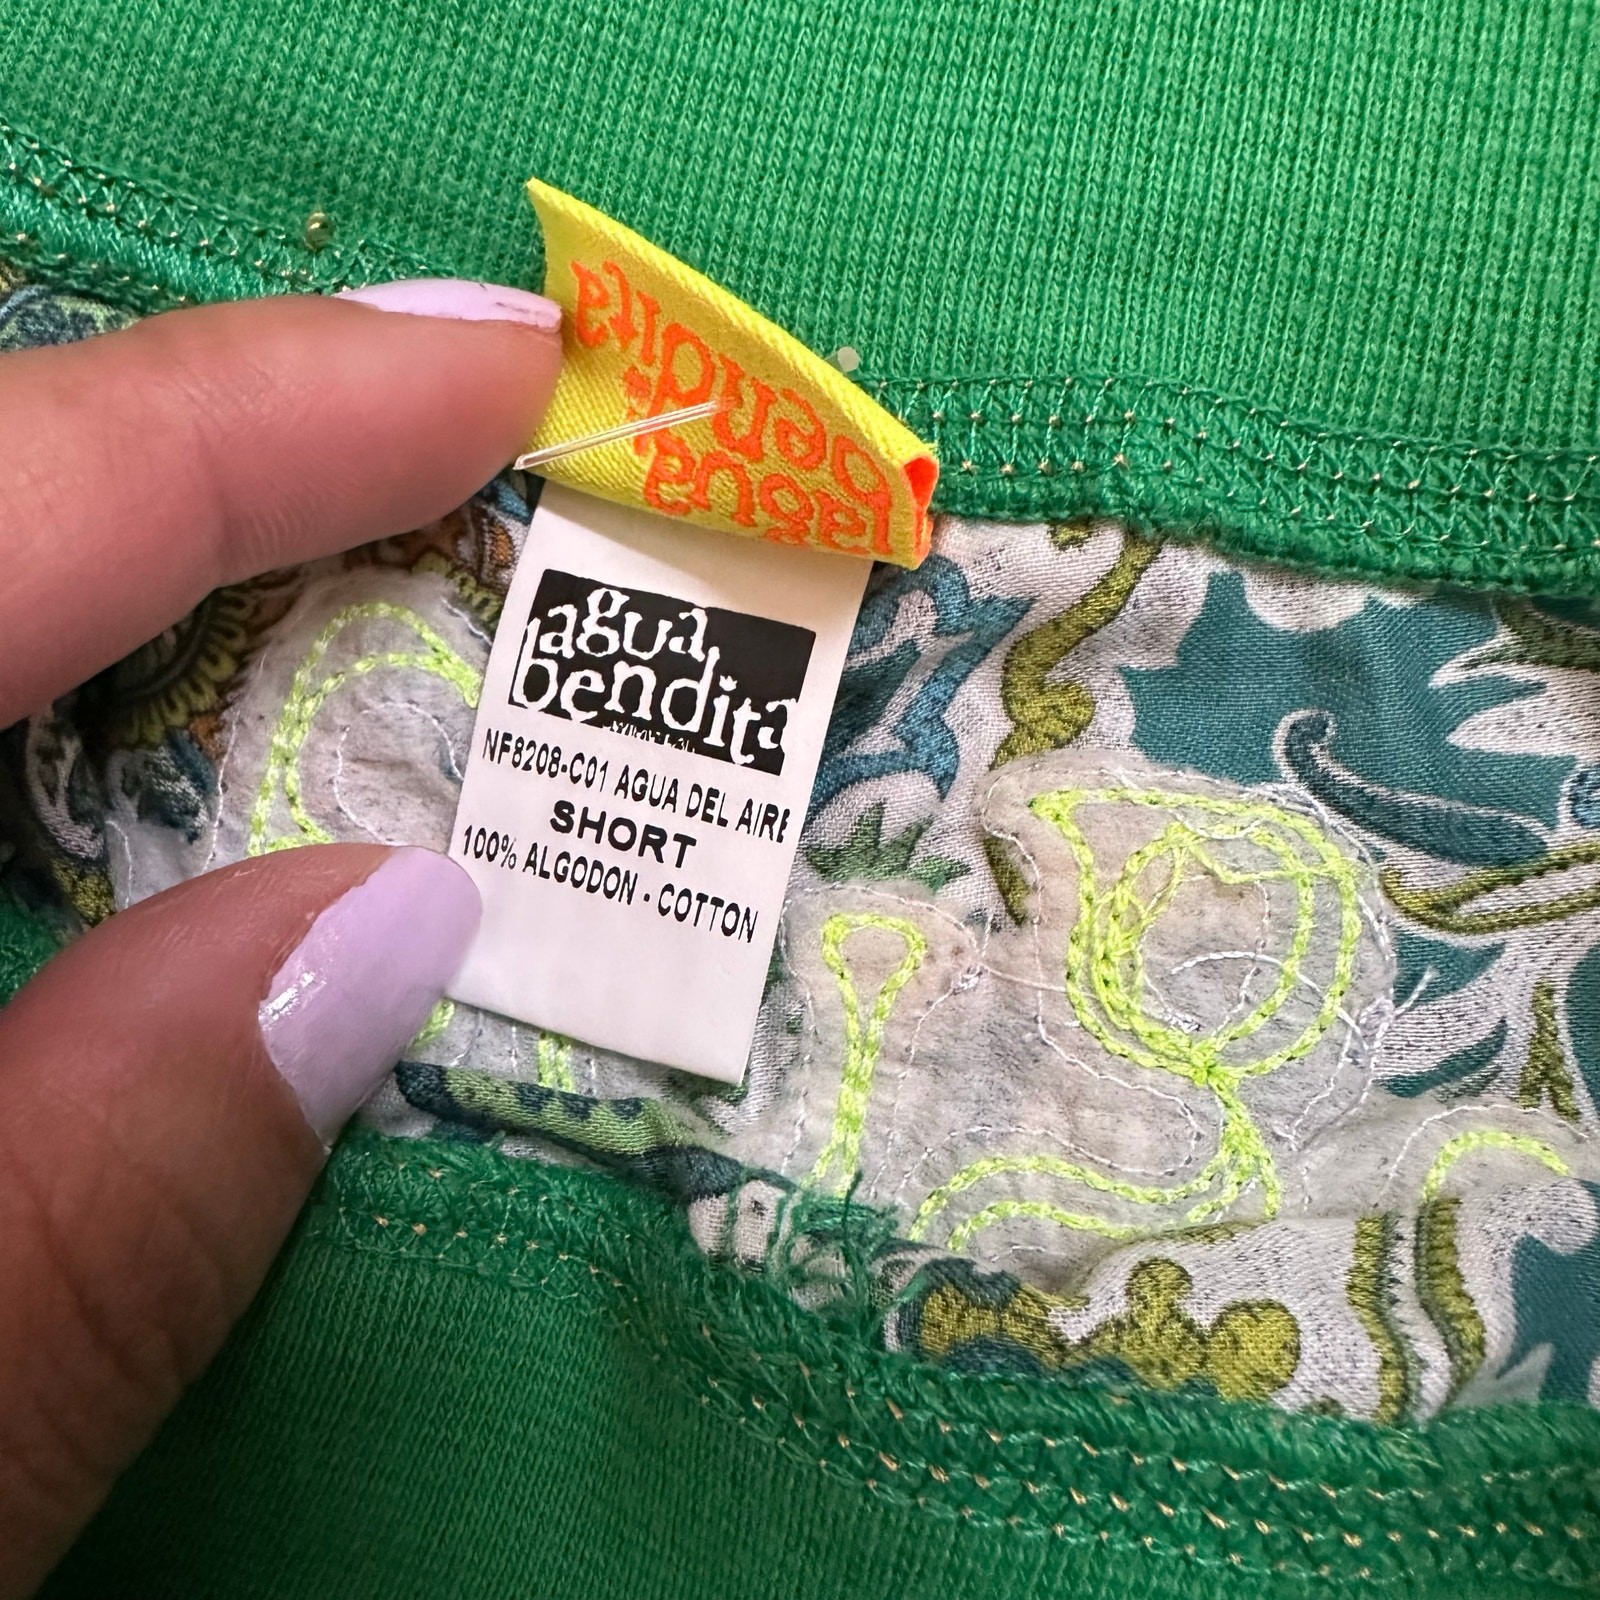 agua
bendita
agua
bendita
NF8208-C01 AGUA DEL AIRE
SHORT
100% ALGODON - COTTON